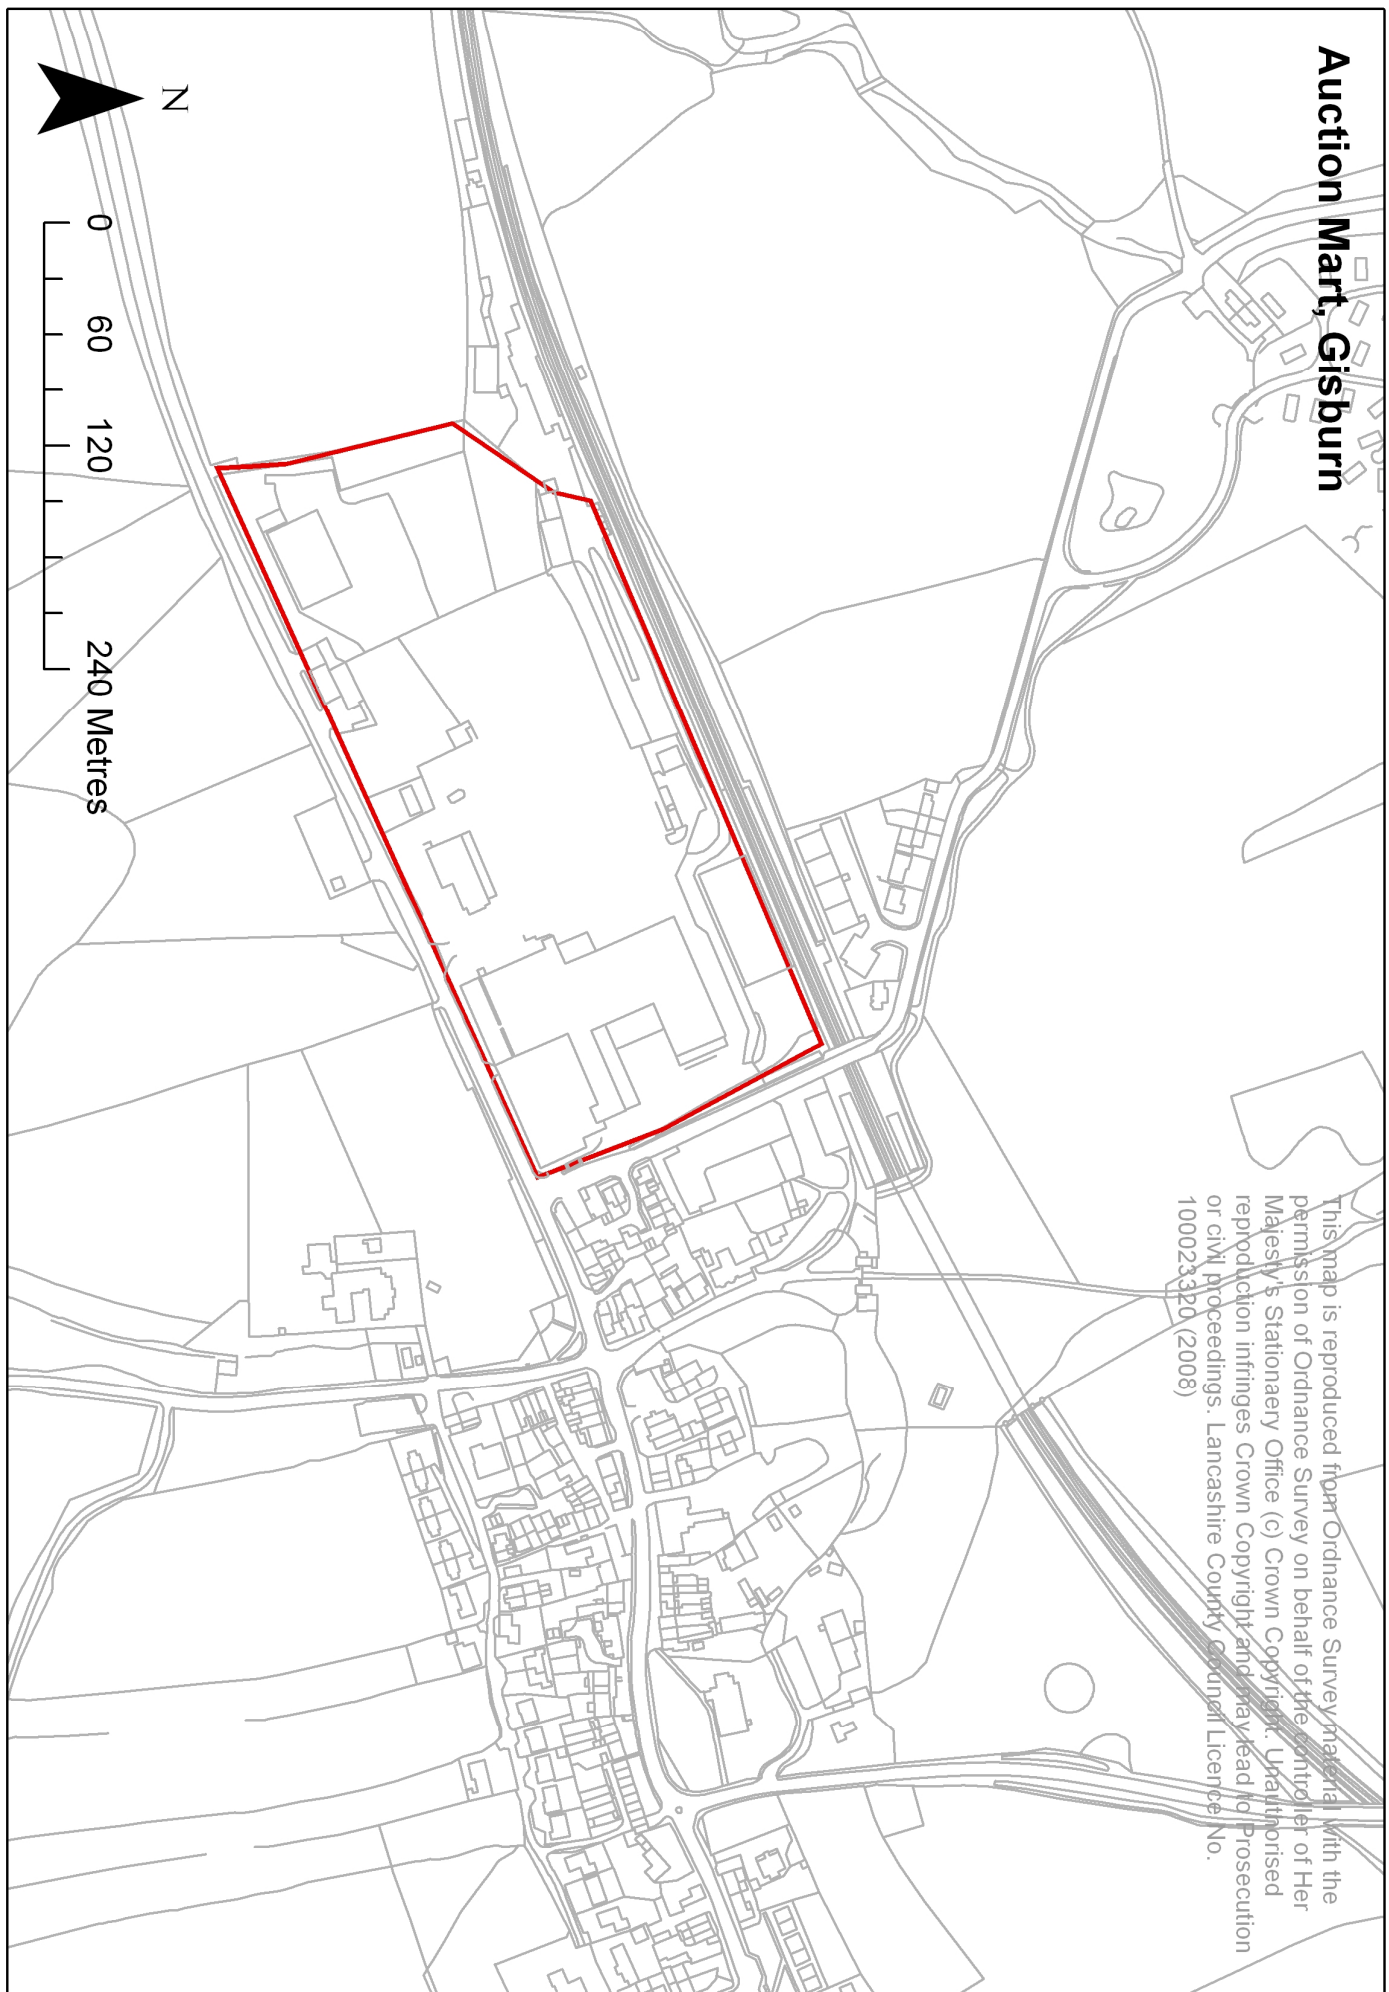 Auction Mart, Gisburn
This map is reproduced from Ordnance Survey material with the
permission of Ordnance Survey on behalf of the controller of Her
Majesty's Stationaery Office (c) Crown Copyright. Unauthorised
reproduction infringes Crown Copyright and may lead to Prosecution
or civil proceedings. Lancashire County Council Licence No.
100023320 (2008)
N
0 60 120 240 Metres